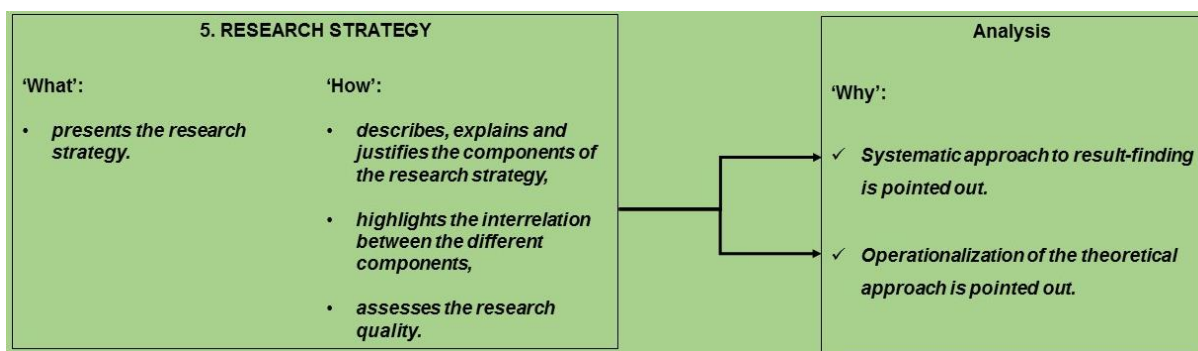 5. RESEARCH STRATEGY
‘What’:
• presents the research
strategy.
‘How’:
• describes, explains and
justifies the components of
the research strategy,
• highlights the interrelation
between the different
components,
• assesses the research
quality.
Analysis
‘Why’:
✓ Systematic approach to result-finding
is pointed out.
✓ Operationalization of the theoretical
approach is pointed out.